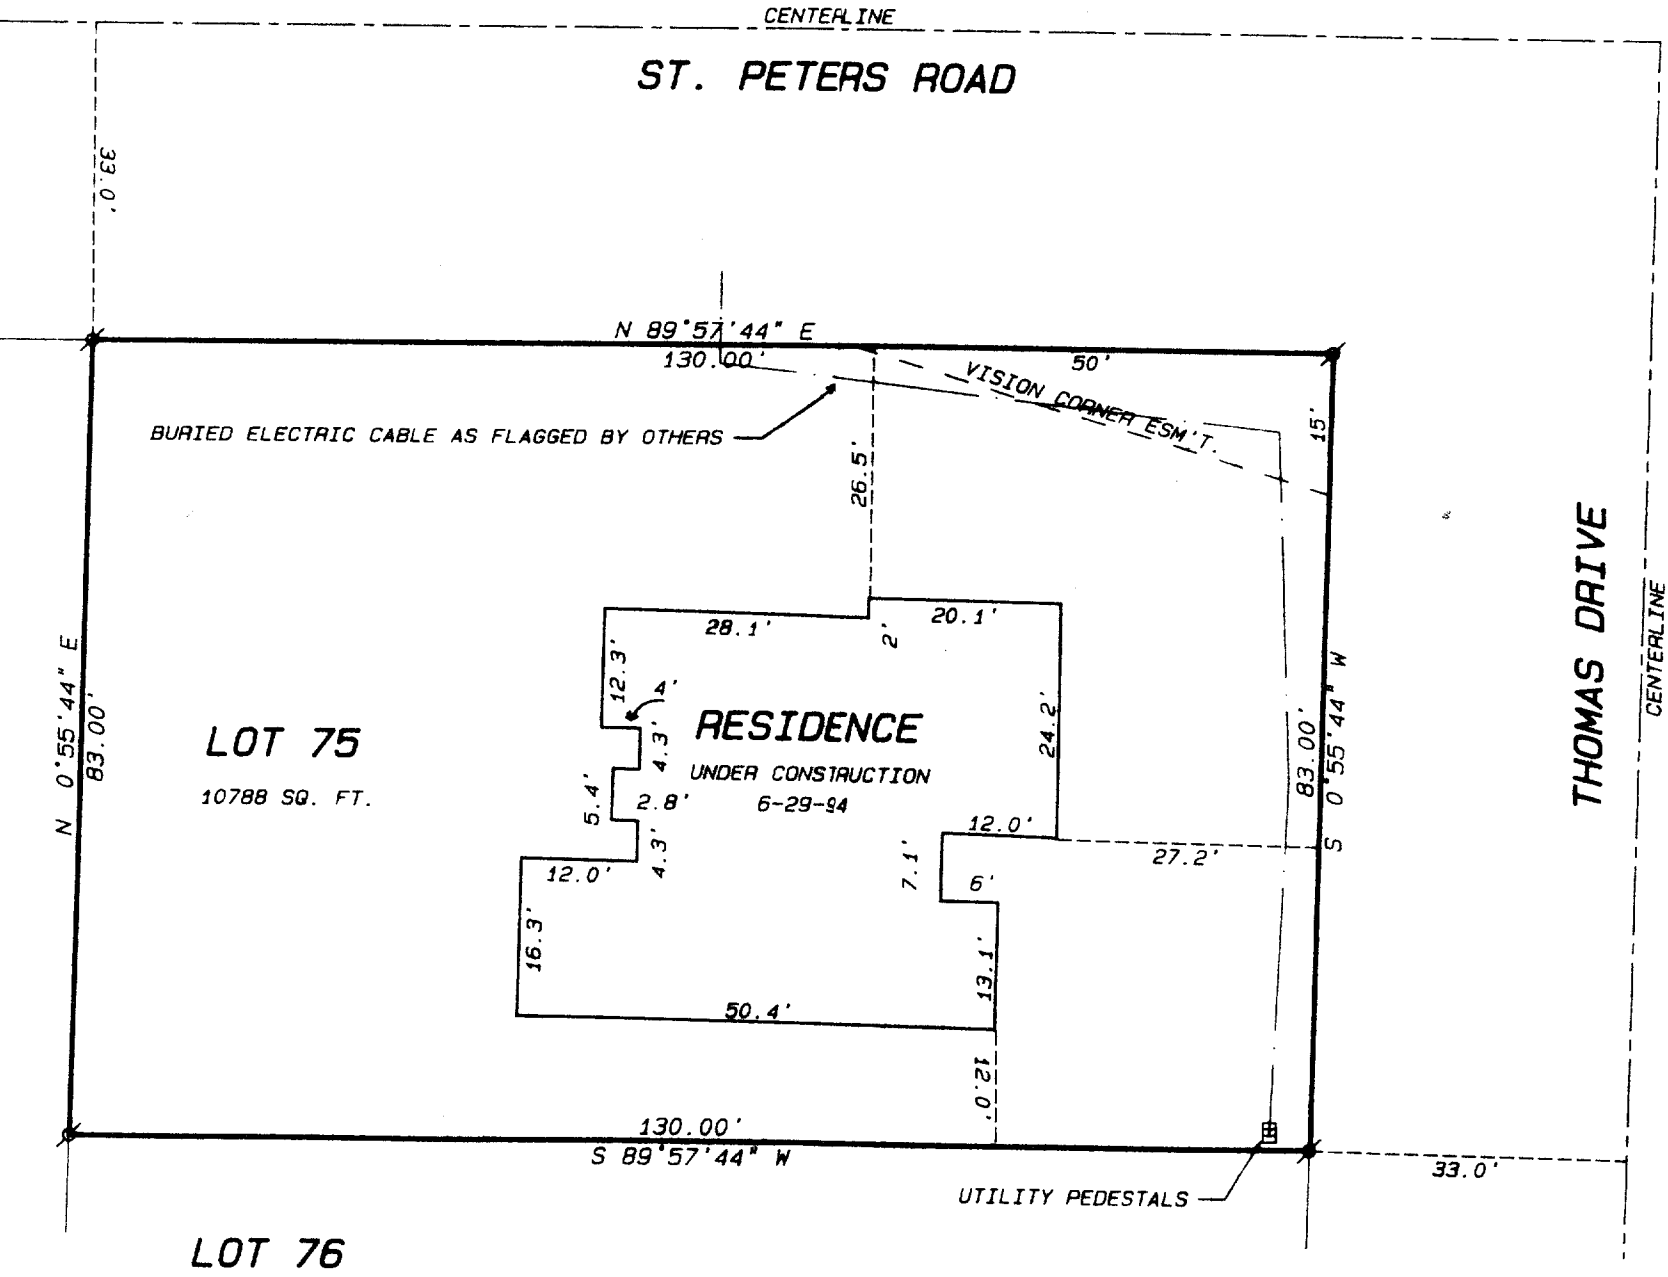 CENTERLINE
ST. PETERS ROAD
33.0'
N 89°57'44" E
130.00'
50'
VISION CORNER ESM'T.
15'
BURIED ELECTRIC CABLE AS FLAGGED BY OTHERS
26.5'
THOMAS DRIVE
CENTERLINE
28.1'
2'
20.1'
12.3'
4'
4.3'
RESIDENCE
UNDER CONSTRUCTION
6-29-94
24.2'
N 0°55'44" E
83.00'
LOT 75
10788 SQ. FT.
5.4'
2.8'
4.3'
83.00'
S 0°55'44" W
12.0'
27.2'
12.0'
7.1'
6'
16.3'
13.1'
50.4'
12.0'
130.00'
S 89°57'44" W
33.0'
UTILITY PEDESTALS
LOT 76